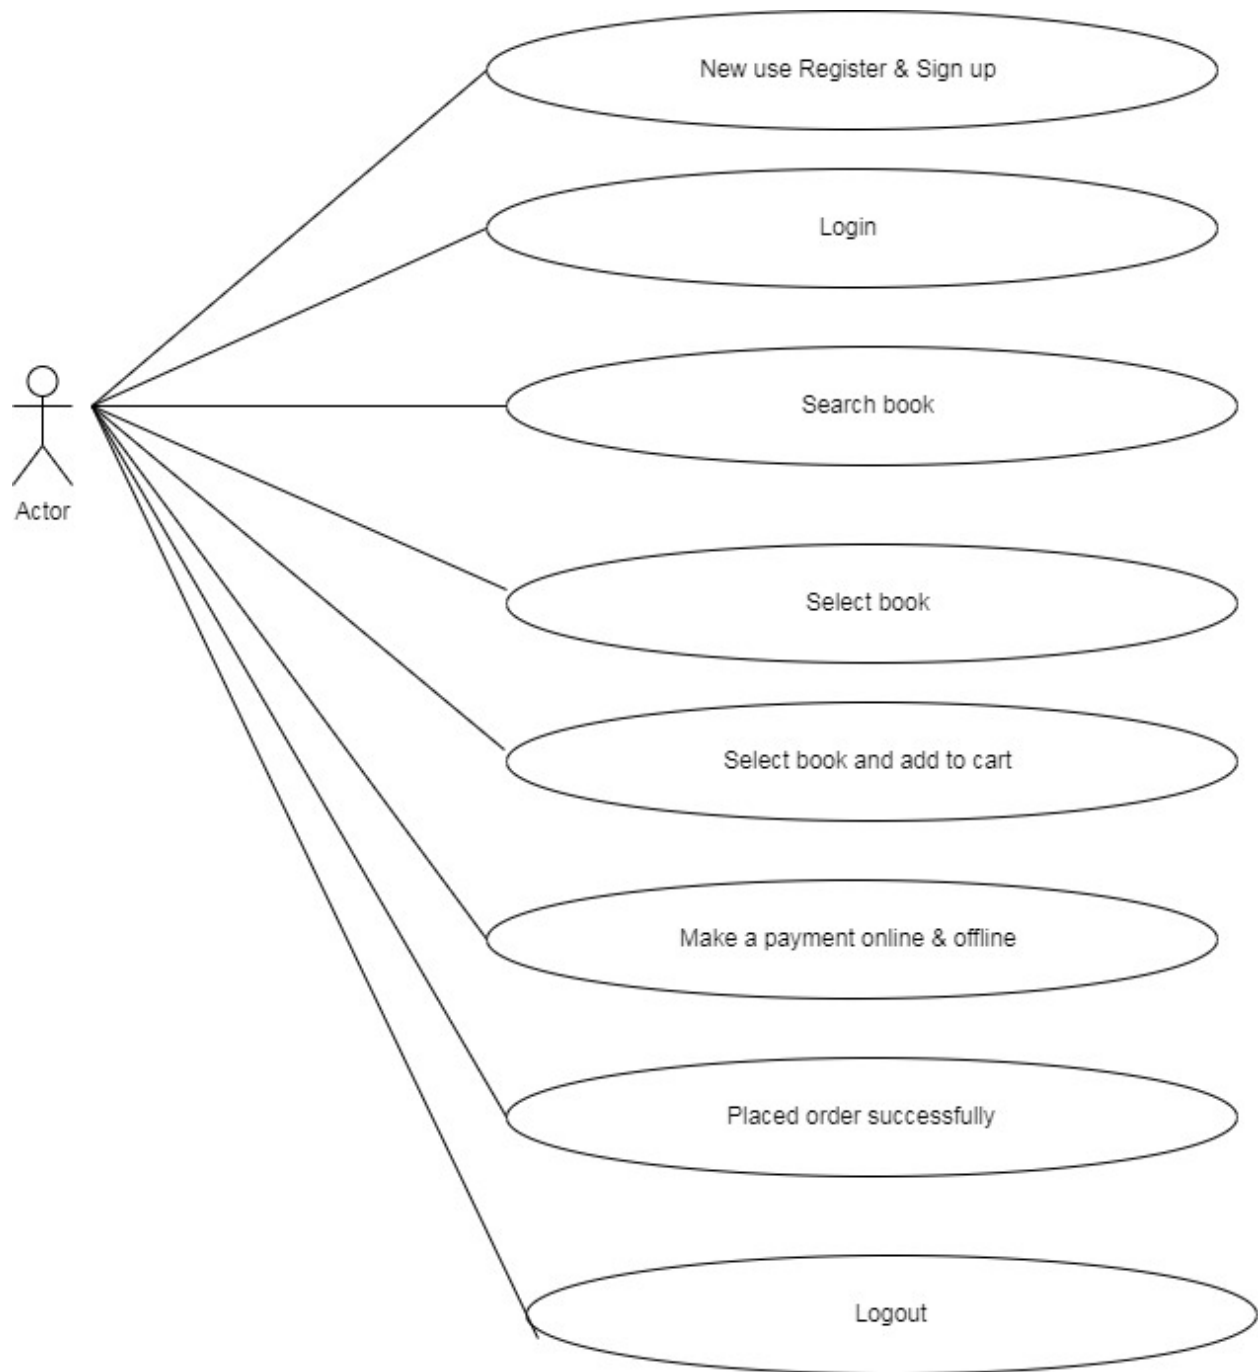 New use Register & Sign up
Login
Search book
Actor
Select book
Select book and add to cart
Make a payment online & offline
Placed order successfully
Logout